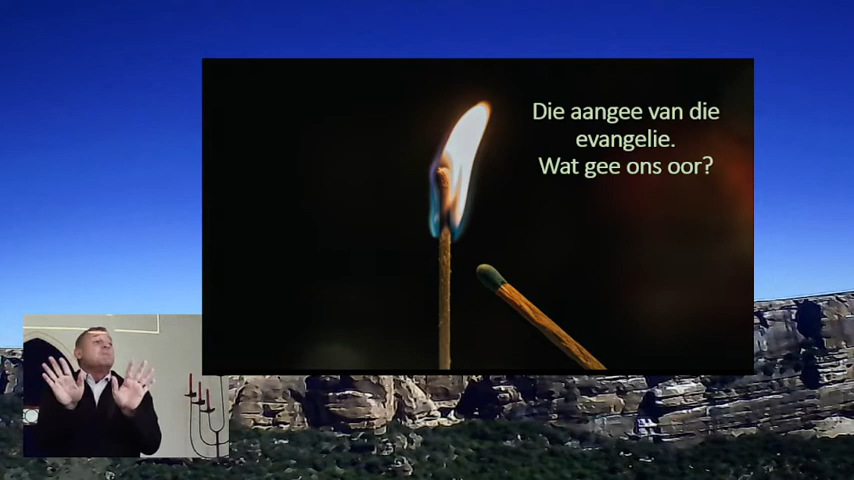 Die aangee van die
evangelie.
Wat gee ons oor?